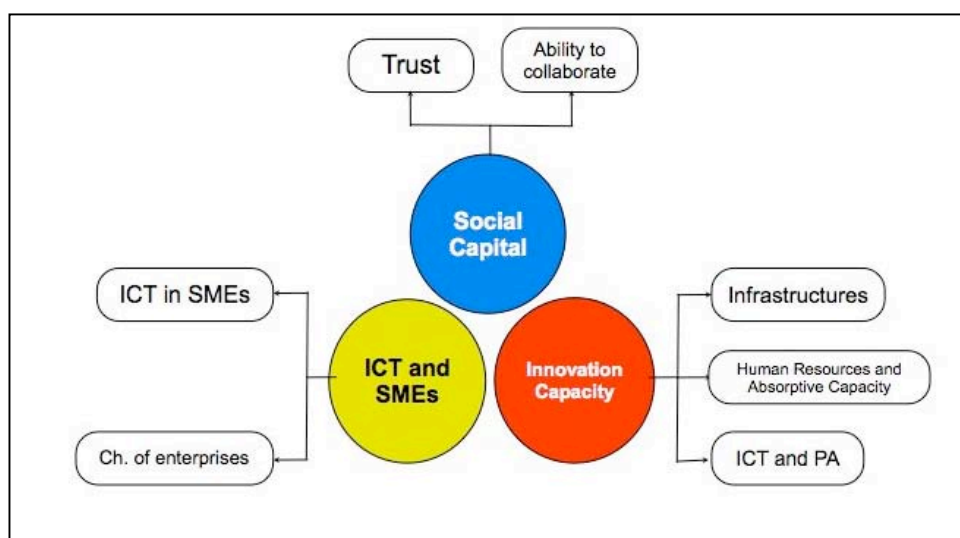 Trust
Ability to
collaborate
Social
Capital
ICT in SMEs
Infrastructures
ICT and
SMEs
Innovation
Capacity
Human Resources and
Absorptive Capacity
Ch. of enterprises
ICT and PA